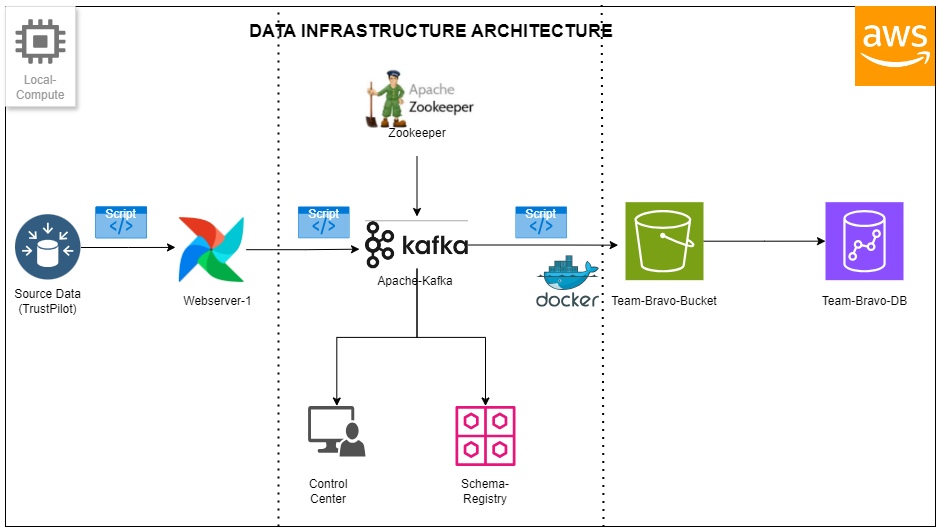 DATA INFRASTRUCTURE ARCHITECTURE
Local-
Compute
aws
Apache
Zookeeper
Zookeeper
Script
</>
Script
</>
Script
</>
kafka
Source Data
(TrustPilot)
Webserver-1
Apache-Kafka
docker
Team-Bravo-Bucket
Team-Bravo-DB
Control
Center
Schema-
Registry